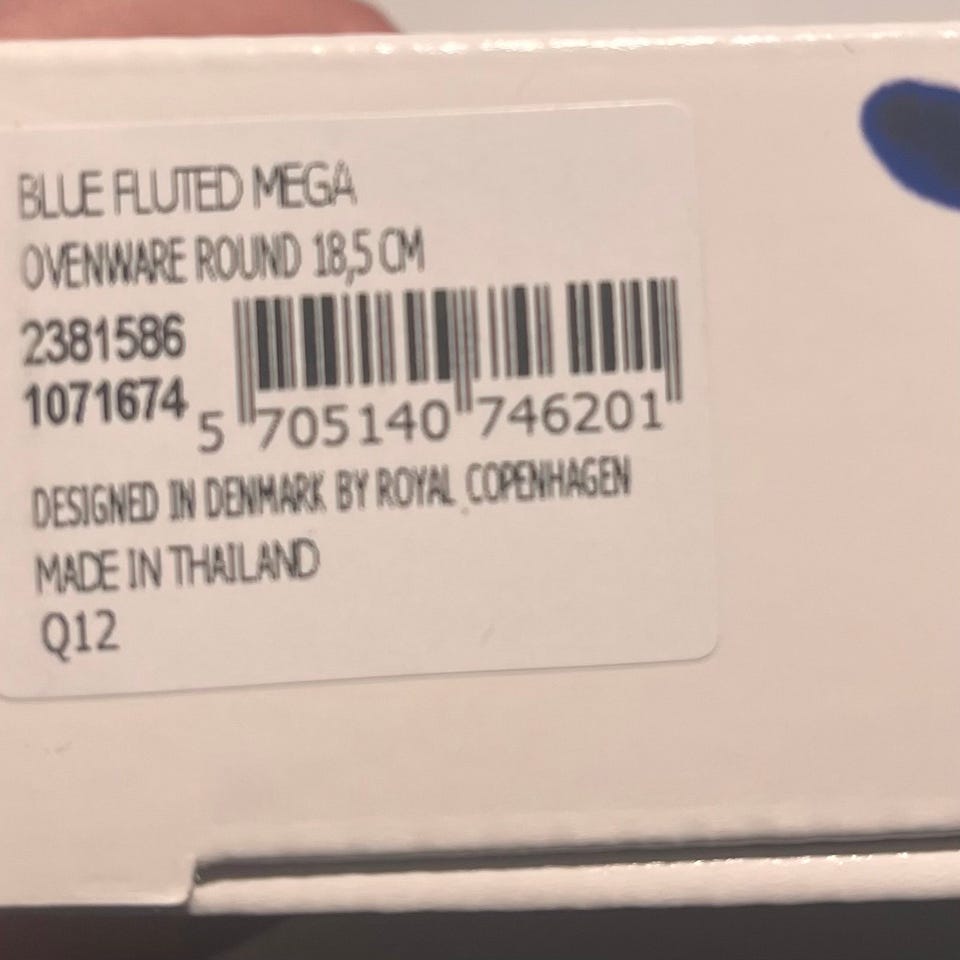 BLUE FLUTED MEGA
OVENWARE ROUND 18,5 CM
2381586
1071674
5 705140 746201
DESIGNED IN DENMARK BY ROYAL COPENHAGEN
MADE IN THAILAND
Q12